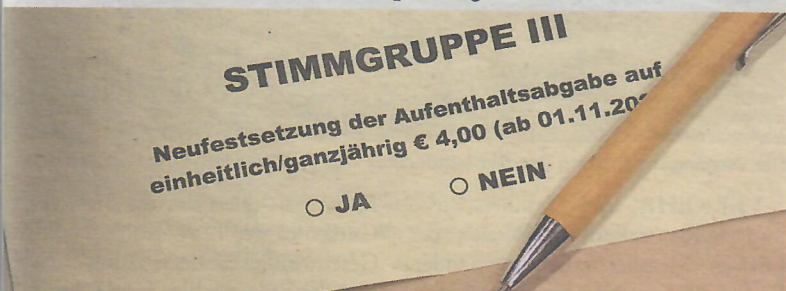 STIMMGRUPPE III
Neufestsetzung der Aufenthaltsabgabe auf
einheitlich/ganzjährig € 4,00 (ab 01.11.20
○ JA ○ NEIN